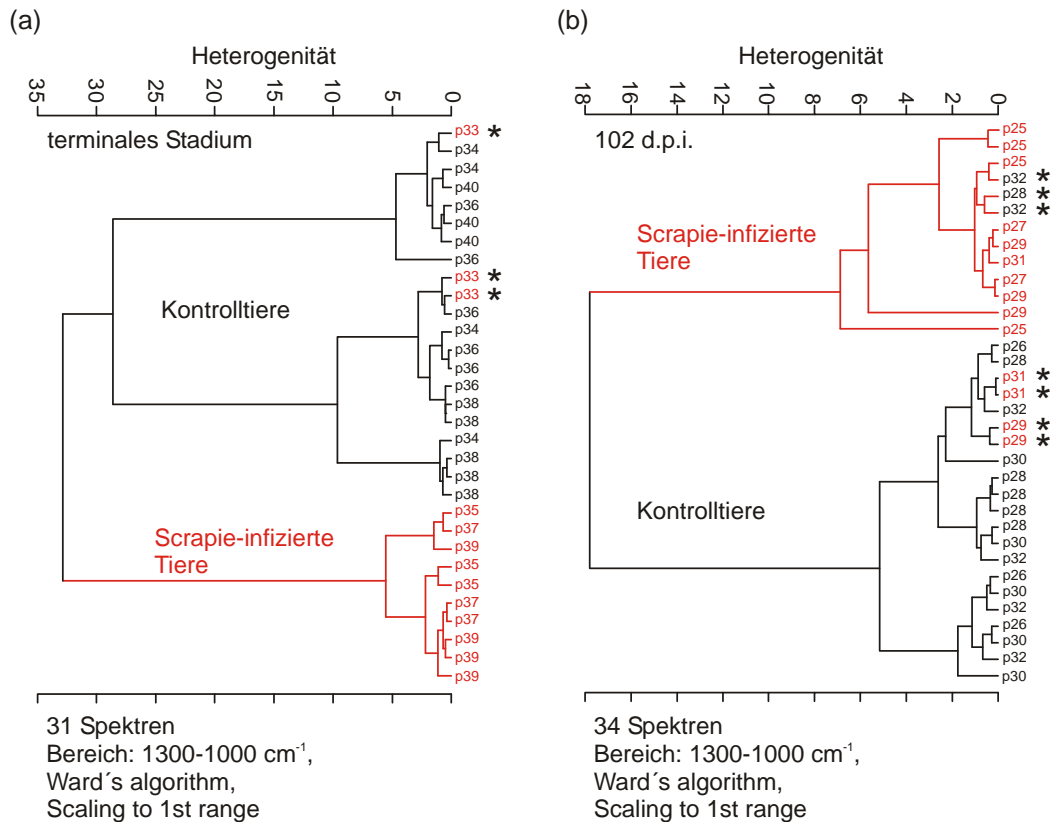 (a)
Heterogenität
35 30 25 20 15 10 5 0
terminales Stadium
p33 *
p34
p34
p40
p36
p40
p40
p36
p33 *
p33 *
Kontrolltiere
p36
p34
p36
p36
p36
p38
p38
p34
p38
p38
p38
p35
p37
Scrapie-infizierte
Tiere
p39
p35
p35
p37
p37
p39
p39
p39
31 Spektren
Bereich: 1300-1000 cm⁻¹,
Ward´s algorithm,
Scaling to 1st range
(b)
Heterogenität
18 16 14 12 10 8 6 4 2 0
102 d.p.i.
p25
p25
p25
p32 *
p28 *
p32 *
Scrapie-infizierte
Tiere
p27
p29
p31
p27
p29
p29
p25
p26
p28
p31 *
p31 *
p32
p29 *
p29 *
p30
p28
p28
p28
Kontrolltiere
p28
p30
p32
p26
p30
p32
p26
p30
p32
p30
34 Spektren
Bereich: 1300-1000 cm⁻¹,
Ward´s algorithm,
Scaling to 1st range